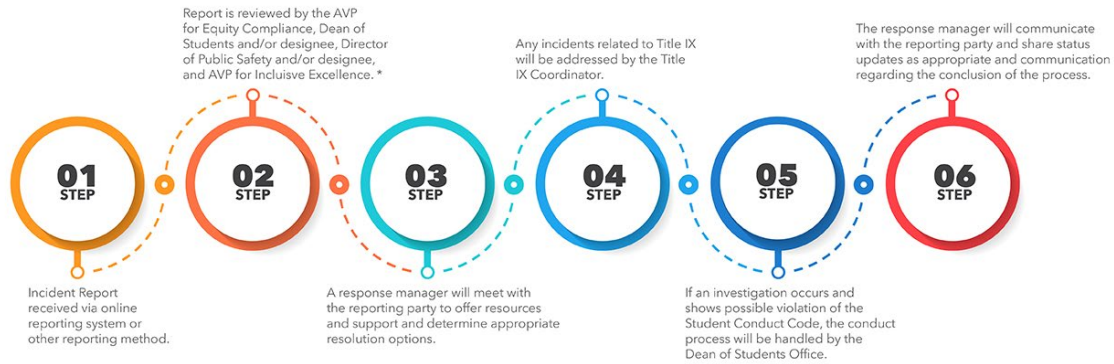 Report is reviewed by the AVP
for Equity Compliance, Dean of
Students and/or designee, Director
of Public Safety and/or designee,
and AVP for Incluisve Excellence. *
Any incidents related to Title IX
will be addressed by the Title
IX Coordinator.
The response manager will communicate
with the reporting party and share status
updates as appropriate and communication
regarding the conclusion of the process.
01
STEP
02
STEP
03
STEP
04
STEP
05
STEP
06
STEP
Incident Report
received via online
reporting system or
other reporting method.
A response manager will meet with
the reporting party to offer resources
and support and determine appropriate
resolution options.
If an investigation occurs and
shows possible violation of the
Student Conduct Code, the conduct
process will be handled by the
Dean of Students Office.